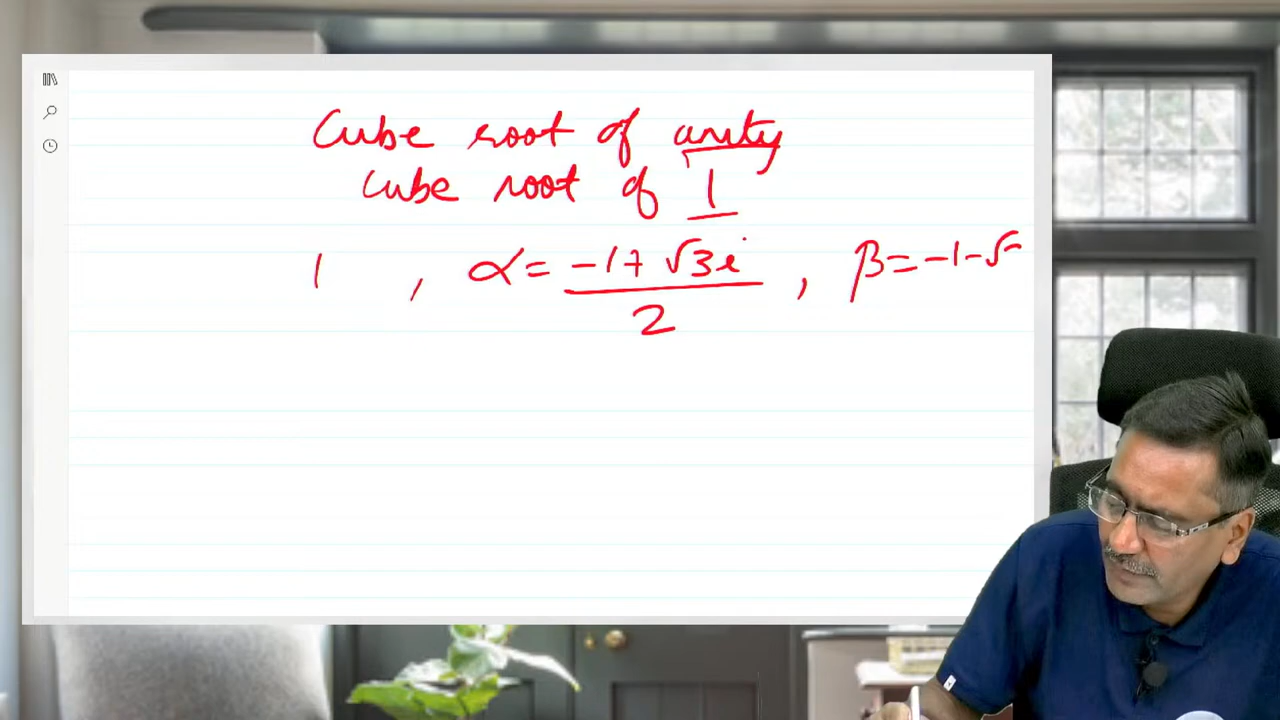 Cube root of unity
Cube root of 1
1 , α = -1+√3i / 2 , β = -1-√